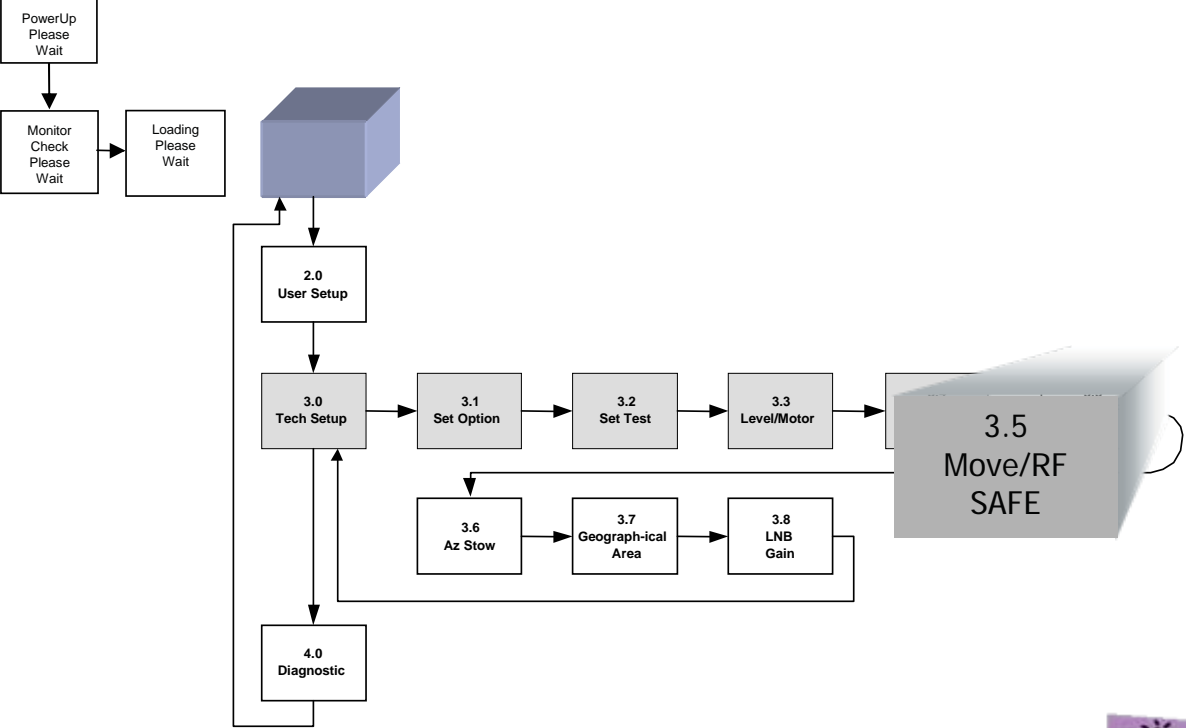 PowerUp
Please
Wait
Monitor
Check
Please
Wait
Loading
Please
Wait
2.0
User Setup
3.0
Tech Setup
3.1
Set Option
3.2
Set Test
3.3
Level/Motor
3.5
Move/RF
SAFE
3.6
Az Stow
3.7
Geograph-ical
Area
3.8
LNB
Gain
4.0
Diagnostic